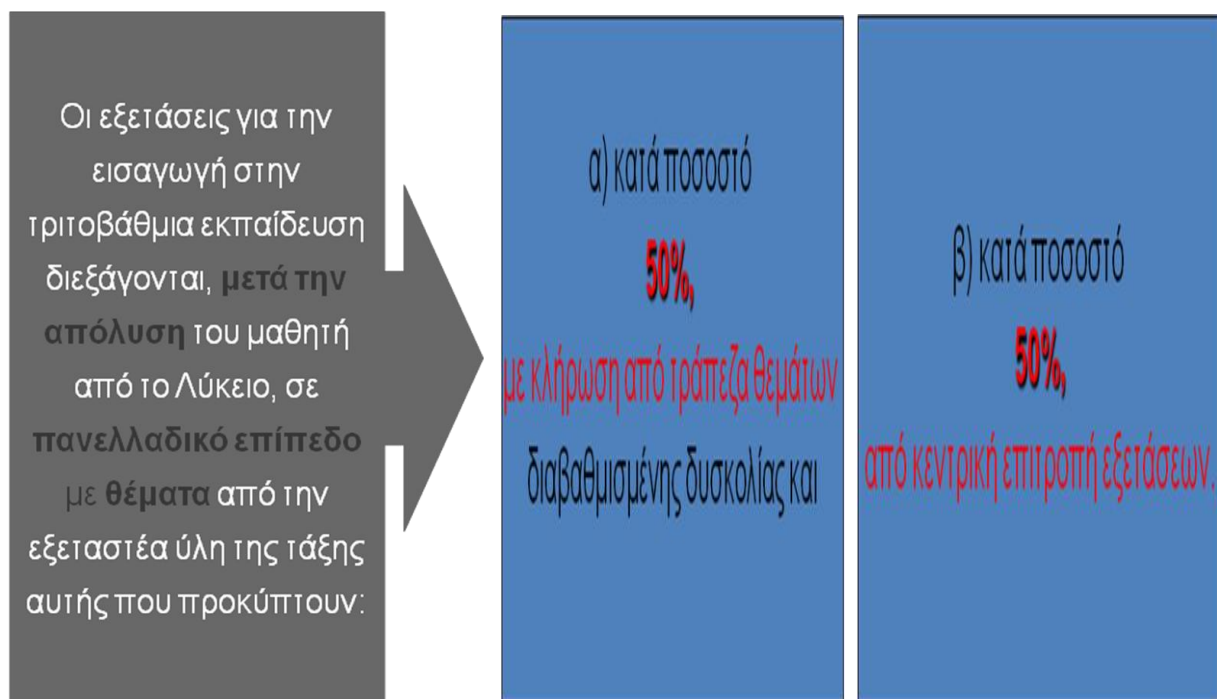 Οι εξετάσεις για την
εισαγωγή στην
τριτοβάθμια εκπαίδευση
διεξάγονται, μετά την
απόλυση του μαθητή
από το Λύκειο, σε
πανελλαδικό επίπεδο
με θέματα από την
εξεταστέα ύλη της τάξης
αυτής που προκύπτουν:
α) κατά ποσοστό
50%,
με κλήρωση από τράπεζα θεμάτων
διαβαθμισμένης δυσκολίας και
β) κατά ποσοστό
50%,
από κεντρική επιτροπή εξετάσεων.